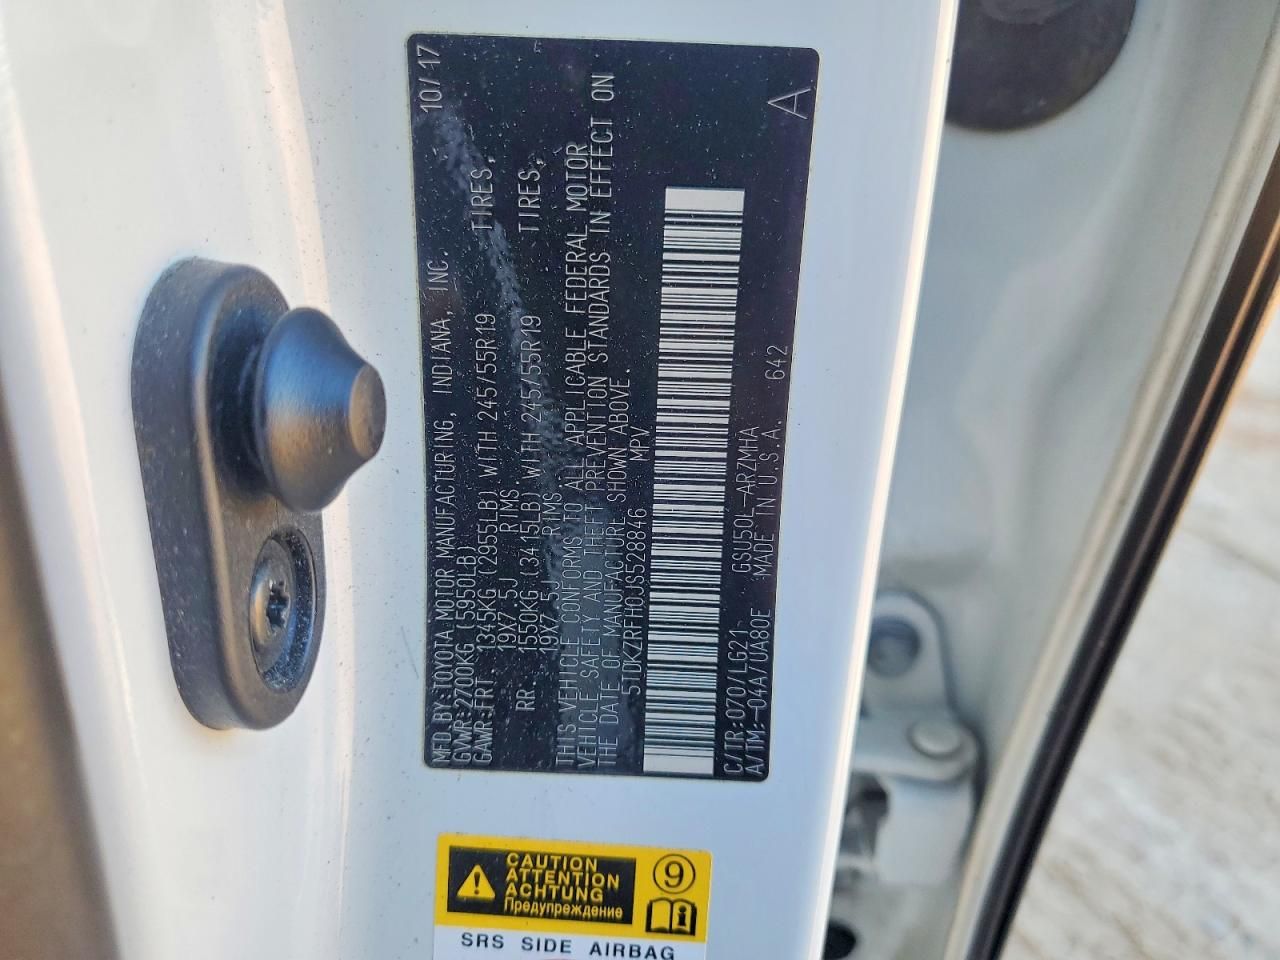 MFD.BY:TOYOTA MOTOR MANUFACTURING, INDIANA, INC. 10/17
GVWR:2700KG (5950LB)
GAWR:FRT 1345KG (2955LB) WITH 245/55R19 TIRES,
19X7.5J RIMS
RR. 1550KG (3415LB) WITH 245/55R19 TIRES,
19X7.5J RIMS
THIS VEHICLE CONFORMS TO ALL APPLICABLE FEDERAL MOTOR
VEHICLE SAFETY AND THEFT PREVENTION STANDARDS IN EFFECT ON
THE DATE OF MANUFACTURE SHOWN ABOVE.
5TDKZRFH0JS528846 MPV
A
C/TR:070/LG21 GSU50L-ARZMHA
A/TM:-04A/UA80E MADE IN U.S.A. 642
CAUTION
ATTENTION
ACHTUNG
Предупреждение
9
i
SRS SIDE AIRBAG